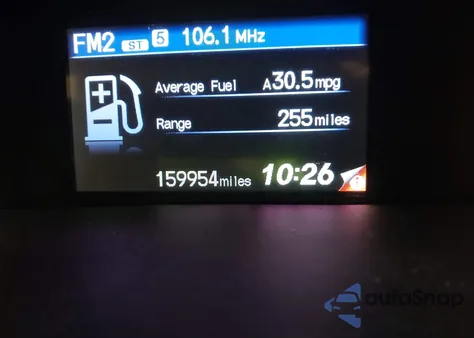 FM2 ST 5 106.1 MHz
Average Fuel A30.5mpg
Range 255miles
159954miles 10:26
autoSnap